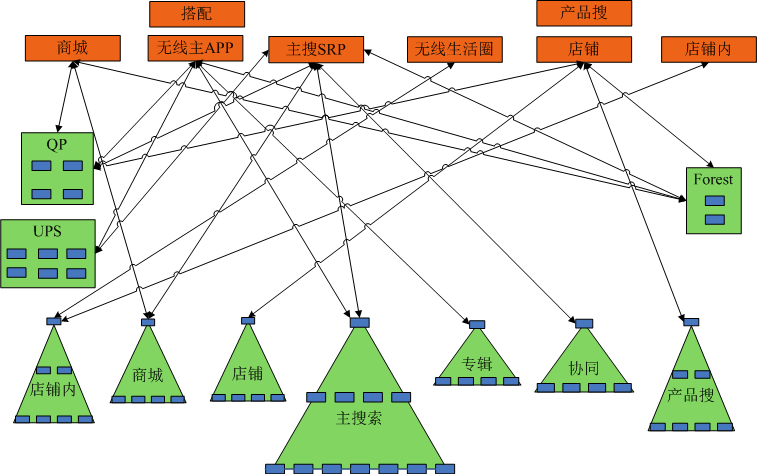 搭配
产品搜
商城
无线主APP
主搜SRP
无线生活圈
店铺
店铺内
QP
Forest
UPS
店铺内
商城
店铺
主搜索
专辑
协同
产品搜